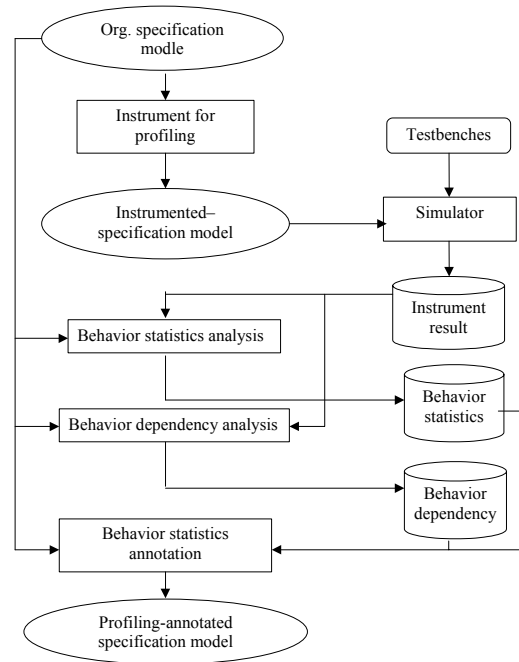 Org. specification
modle
Instrument for
profiling
Testbenches
Instrumented–
specification model
Simulator
Instrument
result
Behavior statistics analysis
Behavior
statistics
Behavior dependency analysis
Behavior
dependency
Behavior statistics
annotation
Profiling-annotated
specification model